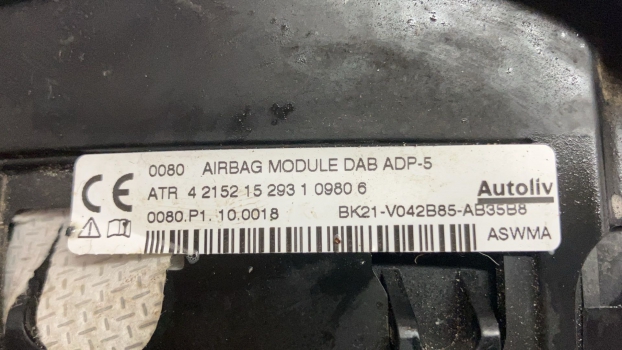 0080 AIRBAG MODULE DAB ADP-5
CE
ATR 4 2152 15 293 1 0980 6
Autoliv
0080.P1. 10.0018 BK21-V042B85-AB35B8
ASWMA